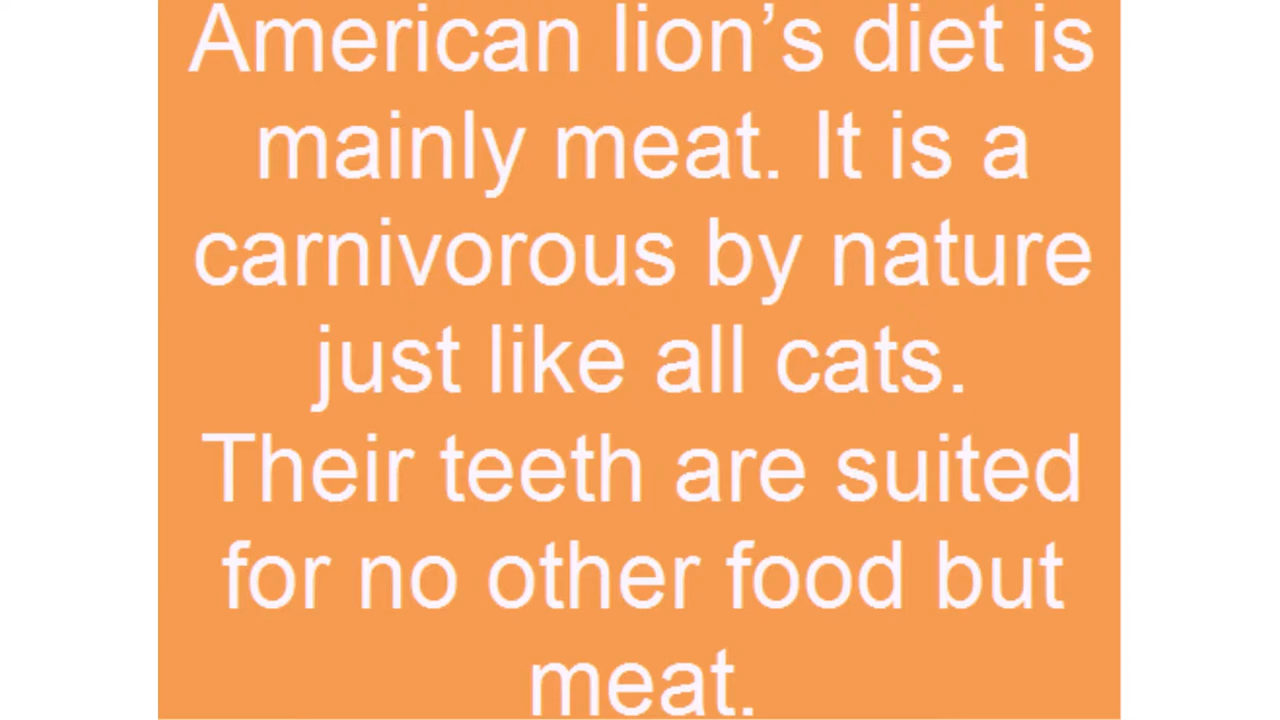 American lion’s diet is
mainly meat. It is a
carnivorous by nature
just like all cats.
Their teeth are suited
for no other food but
meat.